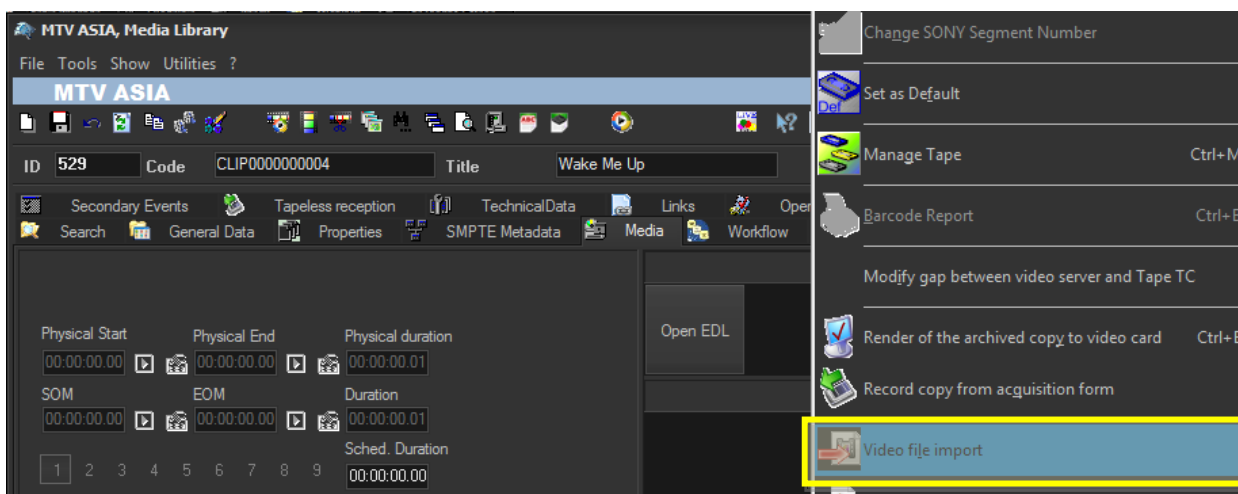 MTV ASIA, Media Library
File Tools Show Utilities ?
MTV ASIA
ID 529 Code CLIP0000000004 Title Wake Me Up
Secondary Events Tapeless reception TechnicalData Links Oper
Search General Data Properties SMPTE Metadata Media Workflow
Physical Start Physical End Physical duration
00:00:00.00 00:00:00.00 00:00:00.01
SOM EOM Duration
00:00:00.00 00:00:00.00 00:00:00.01
Sched. Duration
1 2 3 4 5 6 7 8 9 00:00:00.00
Open EDL
Change SONY Segment Number
Def Set as Default
Manage Tape Ctrl+M
Barcode Report Ctrl+B
Modify gap between video server and Tape TC
Render of the archived copy to video card Ctrl+E
Record copy from acquisition form
Video file import